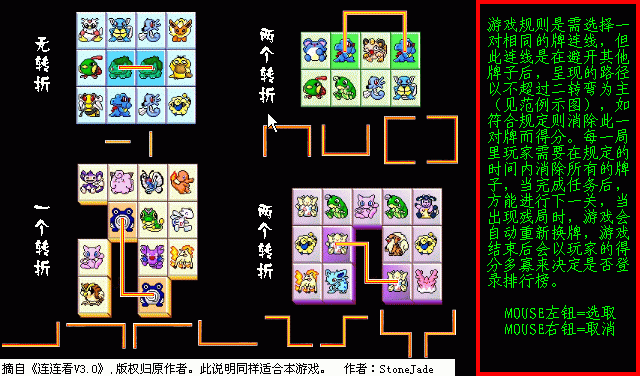 无转折
两个转折
一个转折
两个转折
游戏规则是需选择一
对相同的牌连线，但
此连线是在避开其他
牌子后，呈现的路径
以不超过二转弯为主
（见范例示图），如
符合规定则消除此一
对牌而得分。每一局
里玩家需要在规定的
时间内消除所有的牌
子，当完成任务后，
方能进行下一关，当
出现残局时，游戏会
自动重新换牌，游戏
结束后会以玩家的得
分多寡来决定是否登
录排行榜。
MOUSE左钮=选取
MOUSE右钮=取消
摘自《连连看V3.0》,版权归原作者。此说明同样适合本游戏。 作者：StoneJade